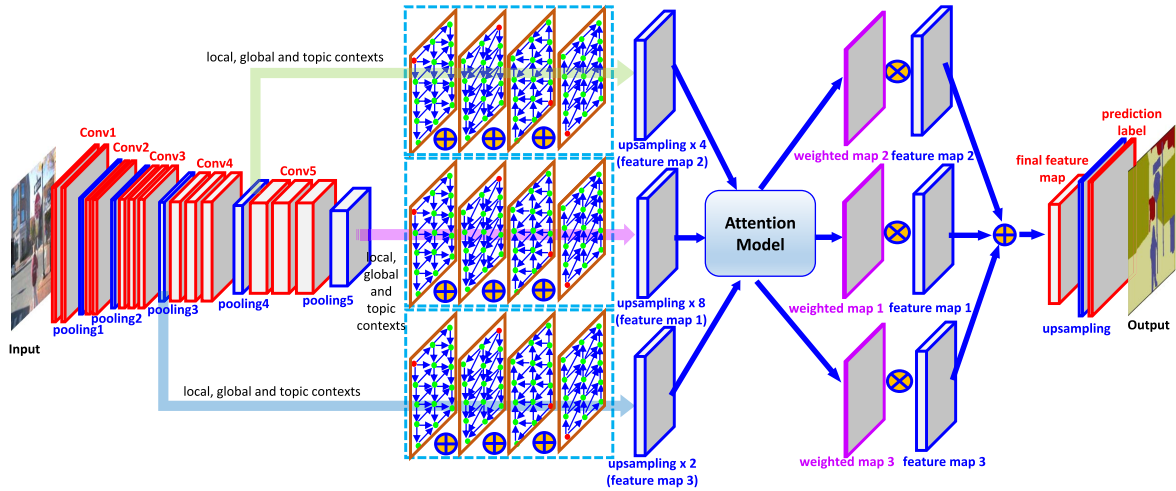 Input
Conv1
Conv2
Conv3
Conv4
Conv5
pooling1
pooling2
pooling3
pooling4
pooling5
local, global and topic contexts
local,
global
and
topic
contexts
local, global and topic contexts
upsampling x 4
(feature map 2)
upsampling x 8
(feature map 1)
upsampling x 2
(feature map 3)
Attention
Model
weighted map 2
feature map 2
weighted map 1
feature map 1
weighted map 3
feature map 3
final feature
map
prediction
label
upsampling
Output